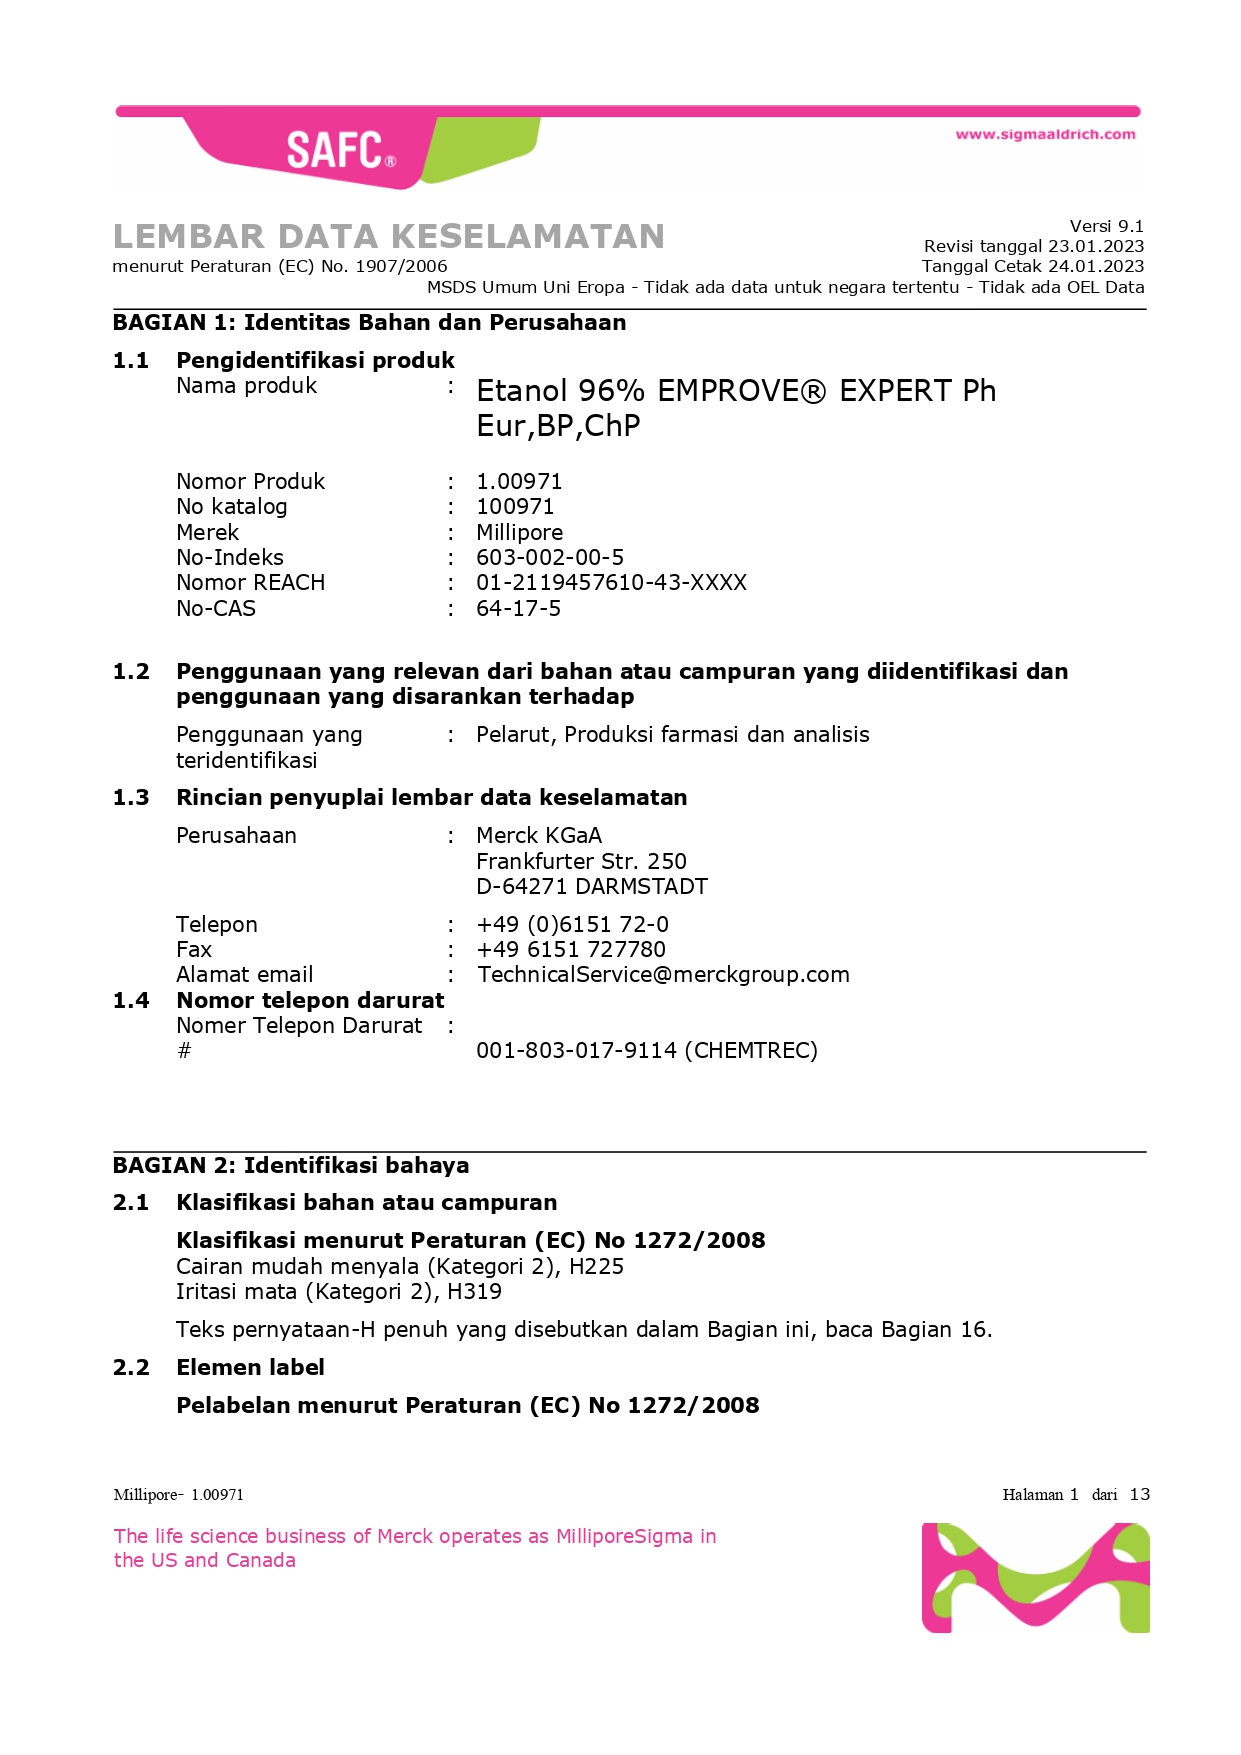 SAFC®
www.sigmaaldrich.com
LEMBAR DATA KESELAMATAN
menurut Peraturan (EC) No. 1907/2006
Versi 9.1
Revisi tanggal 23.01.2023
Tanggal Cetak 24.01.2023
MSDS Umum Uni Eropa - Tidak ada data untuk negara tertentu - Tidak ada OEL Data
BAGIAN 1: Identitas Bahan dan Perusahaan
1.1 Pengidentifikasi produk
Nama produk : Etanol 96% EMPROVE® EXPERT Ph
Eur,BP,ChP
Nomor Produk : 1.00971
No katalog : 100971
Merek : Millipore
No-Indeks : 603-002-00-5
Nomor REACH : 01-2119457610-43-XXXX
No-CAS : 64-17-5
1.2 Penggunaan yang relevan dari bahan atau campuran yang diidentifikasi dan
penggunaan yang disarankan terhadap
Penggunaan yang : Pelarut, Produksi farmasi dan analisis
teridentifikasi
1.3 Rincian penyuplai lembar data keselamatan
Perusahaan : Merck KGaA
Frankfurter Str. 250
D-64271 DARMSTADT
Telepon : +49 (0)6151 72-0
Fax : +49 6151 727780
Alamat email : TechnicalService@merckgroup.com
1.4 Nomor telepon darurat
Nomer Telepon Darurat :
# 001-803-017-9114 (CHEMTREC)
BAGIAN 2: Identifikasi bahaya
2.1 Klasifikasi bahan atau campuran
Klasifikasi menurut Peraturan (EC) No 1272/2008
Cairan mudah menyala (Kategori 2), H225
Iritasi mata (Kategori 2), H319
Teks pernyataan-H penuh yang disebutkan dalam Bagian ini, baca Bagian 16.
2.2 Elemen label
Pelabelan menurut Peraturan (EC) No 1272/2008
Millipore- 1.00971
Halaman 1 dari 13
The life science business of Merck operates as MilliporeSigma in
the US and Canada